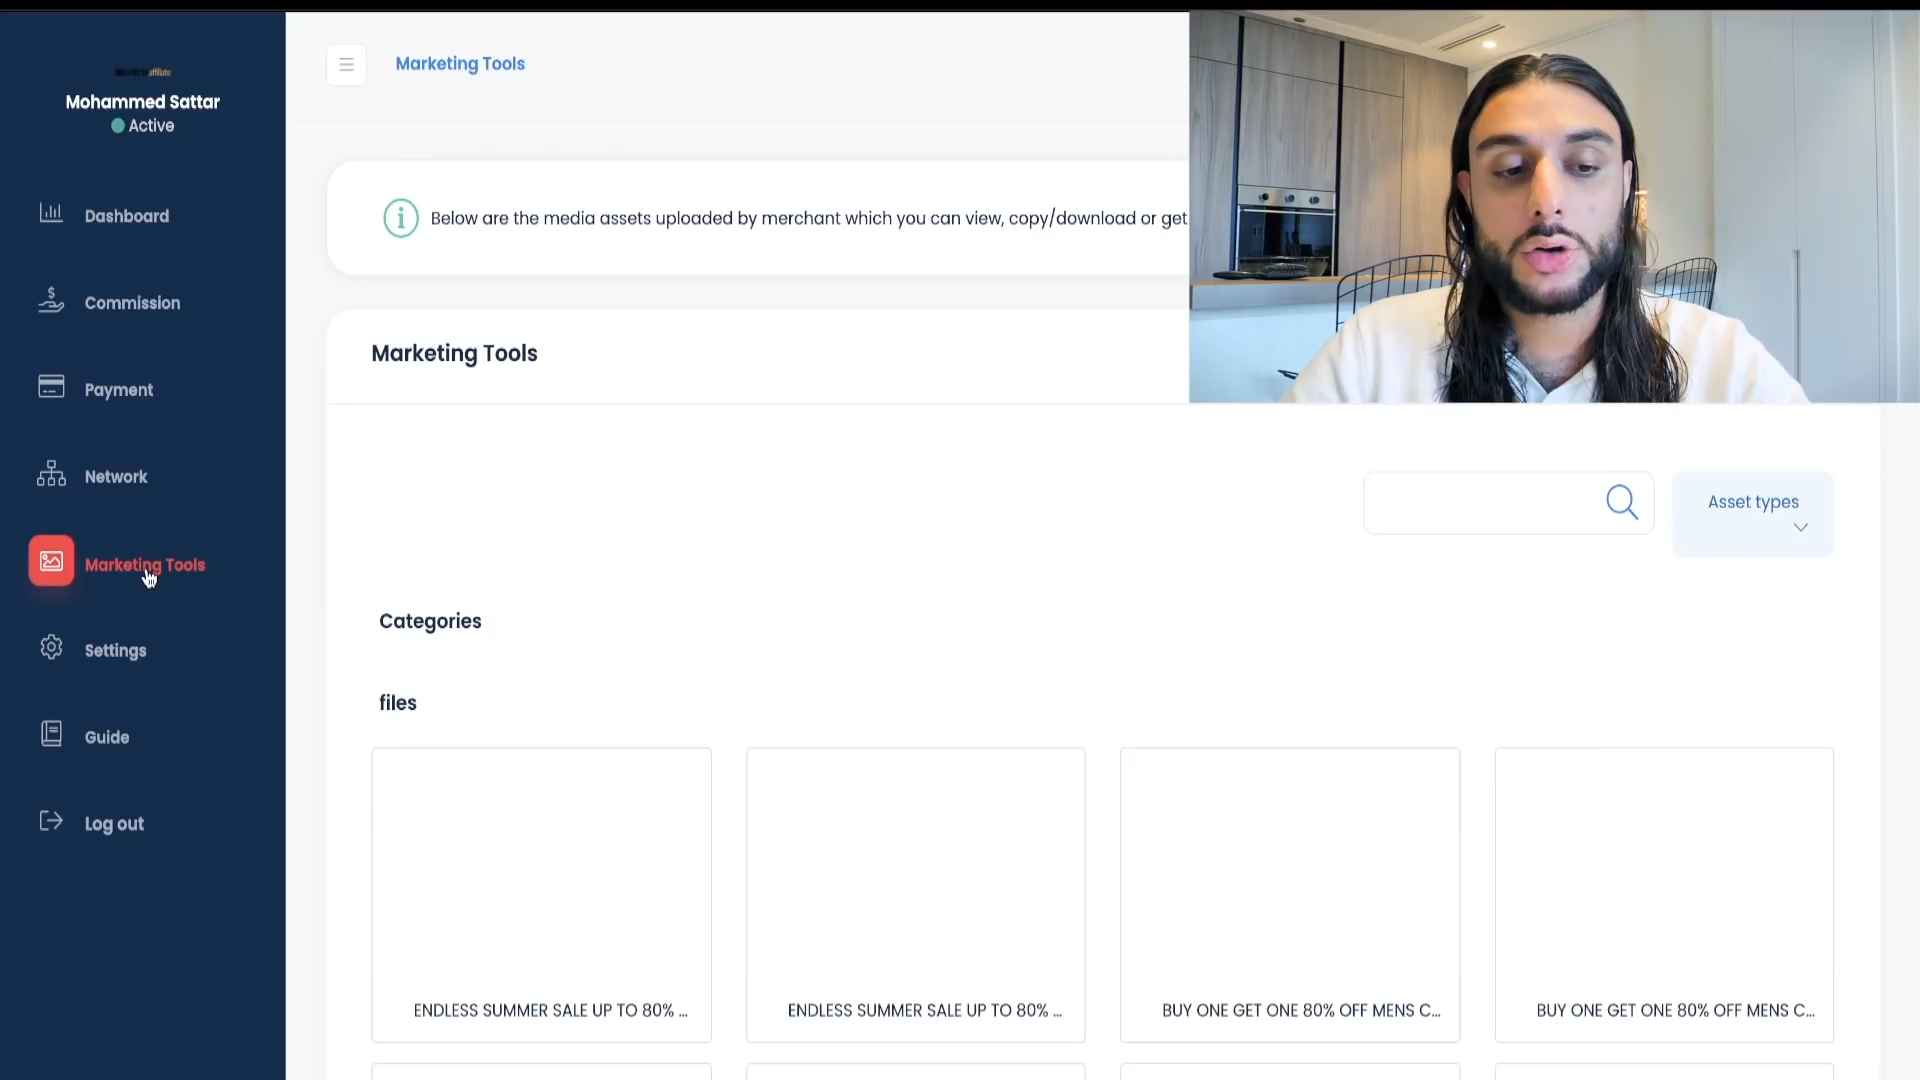 affiliate
Mohammed Sattar
Active
Dashboard
Commission
Payment
Network
Marketing Tools
Settings
Guide
Log out
Marketing Tools
Below are the media assets uploaded by merchant which you can view, copy/download or get
Marketing Tools
Asset types
Categories
files
ENDLESS SUMMER SALE UP TO 80% ...
ENDLESS SUMMER SALE UP TO 80% ...
BUY ONE GET ONE 80% OFF MENS C...
BUY ONE GET ONE 80% OFF MENS C...